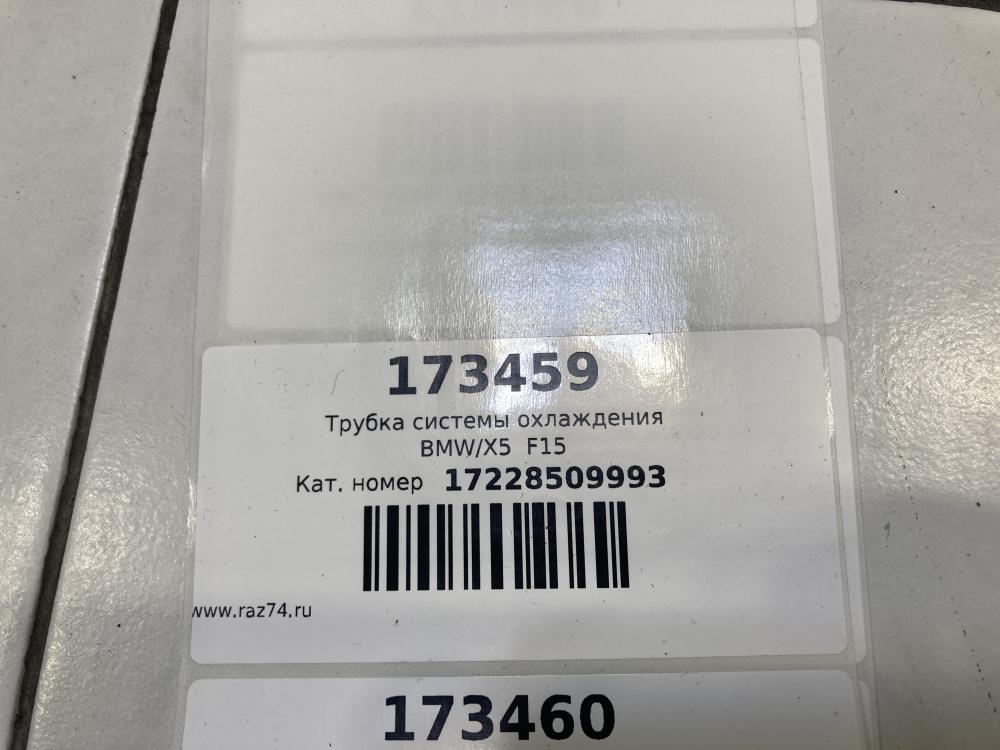 173459
Трубка системы охлаждения
BMW/X5 F15
Кат. номер 17228509993
www.raz74.ru
173460